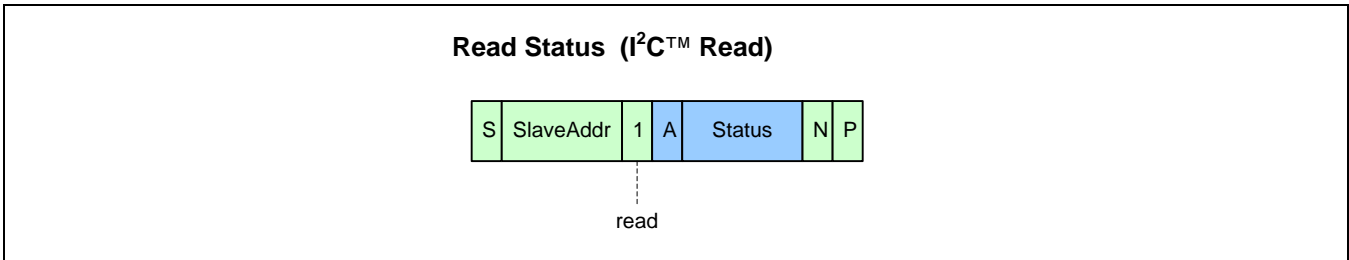 Read Status (I²C™ Read)
S SlaveAddr 1 A Status N P
read